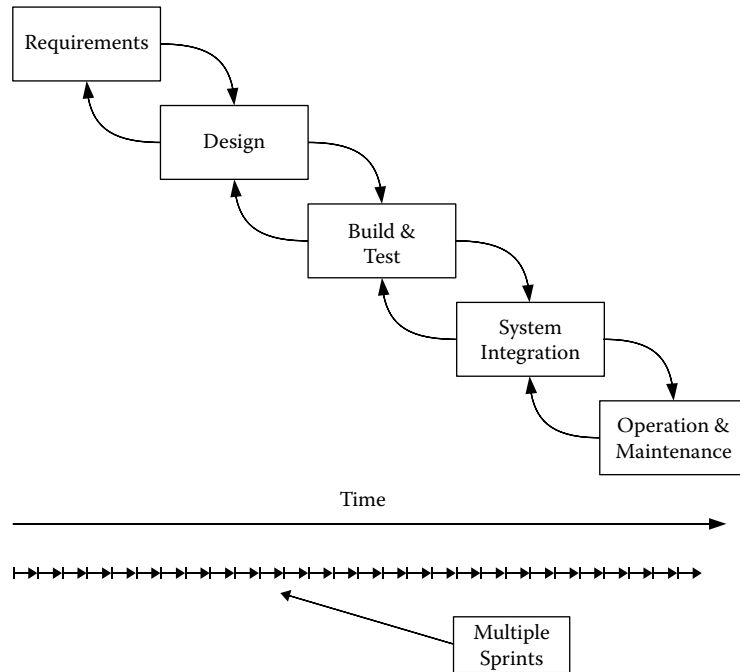 Requirements
Design
Build &
Test
System
Integration
Operation &
Maintenance
Time
Multiple
Sprints